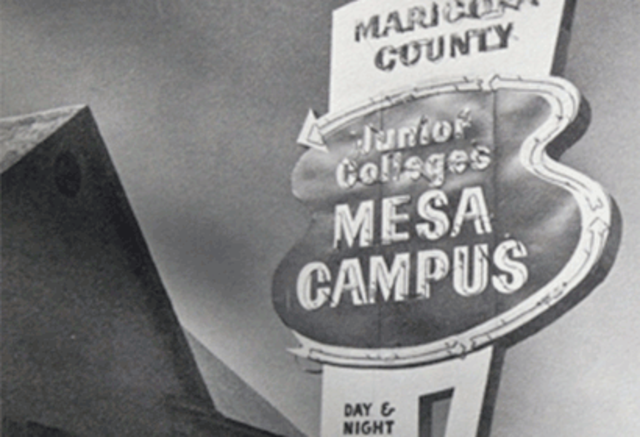 MARICOPA
COUNTY
Junior
Colleges
MESA
CAMPUS
DAY &
NIGHT